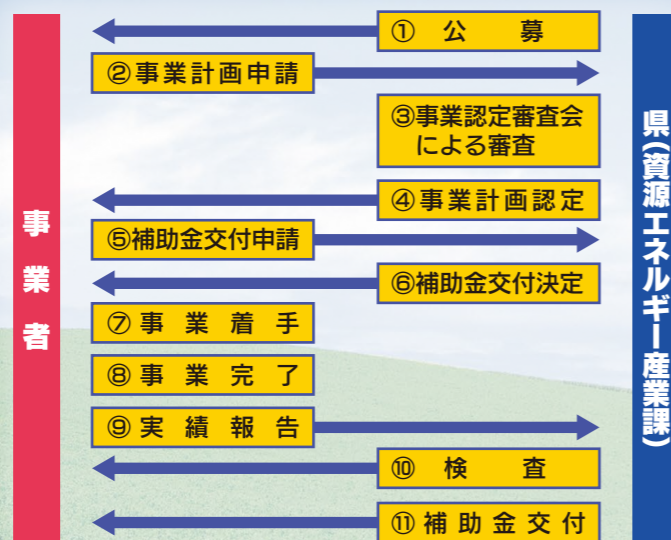 ①公募
②事業計画申請
③事業認定審査会
による審査
④事業計画認定
⑤補助金交付申請
⑥補助金交付決定
⑦事業着手
⑧事業完了
⑨実績報告
⑩検査
⑪補助金交付
事業者
県(資源エネルギー産業課)